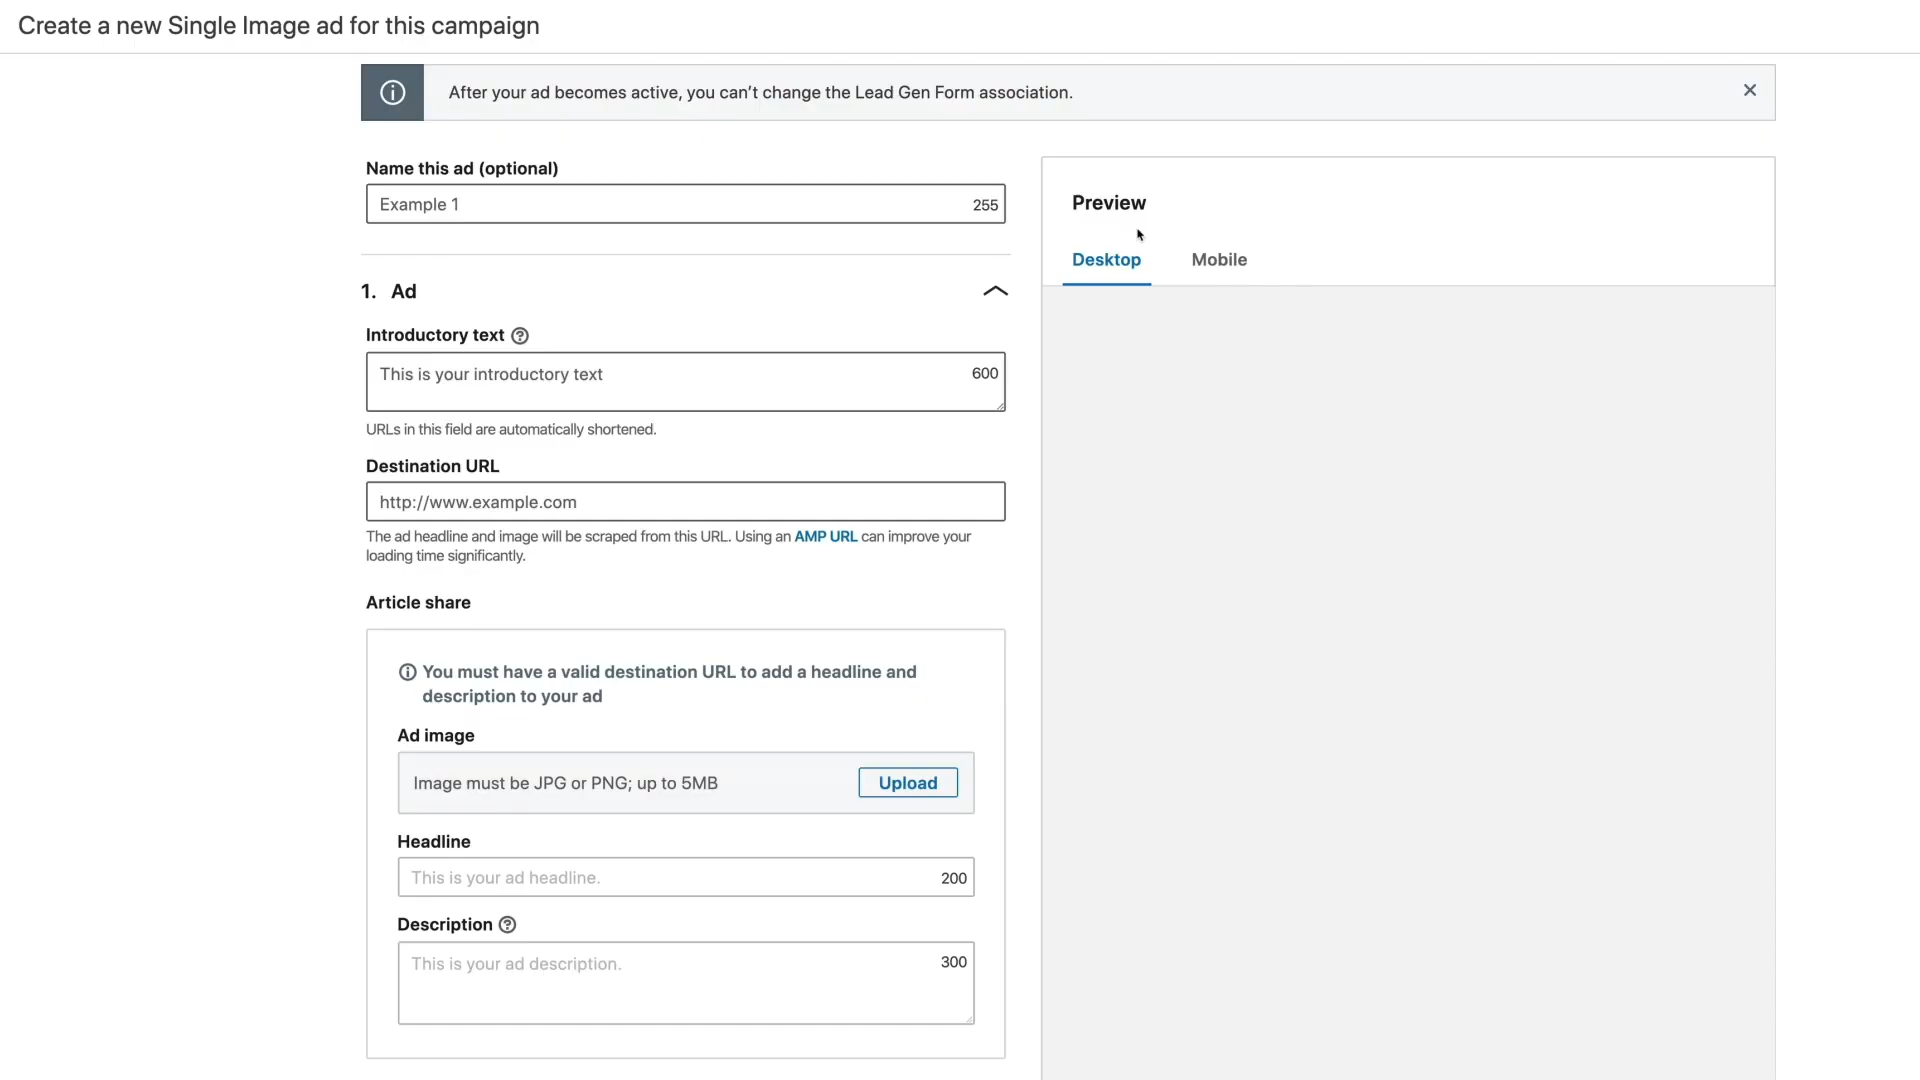 Create a new Single Image ad for this campaign
After your ad becomes active, you can't change the Lead Gen Form association.
Name this ad (optional)
Example 1
255
Preview
Desktop
Mobile
1. Ad
Introductory text
This is your introductory text
600
URLs in this field are automatically shortened.
Destination URL
http://www.example.com
The ad headline and image will be scraped from this URL. Using an AMP URL can improve your
loading time significantly.
Article share
You must have a valid destination URL to add a headline and
description to your ad
Ad image
Image must be JPG or PNG; up to 5MB
Upload
Headline
This is your ad headline.
200
Description
This is your ad description.
300